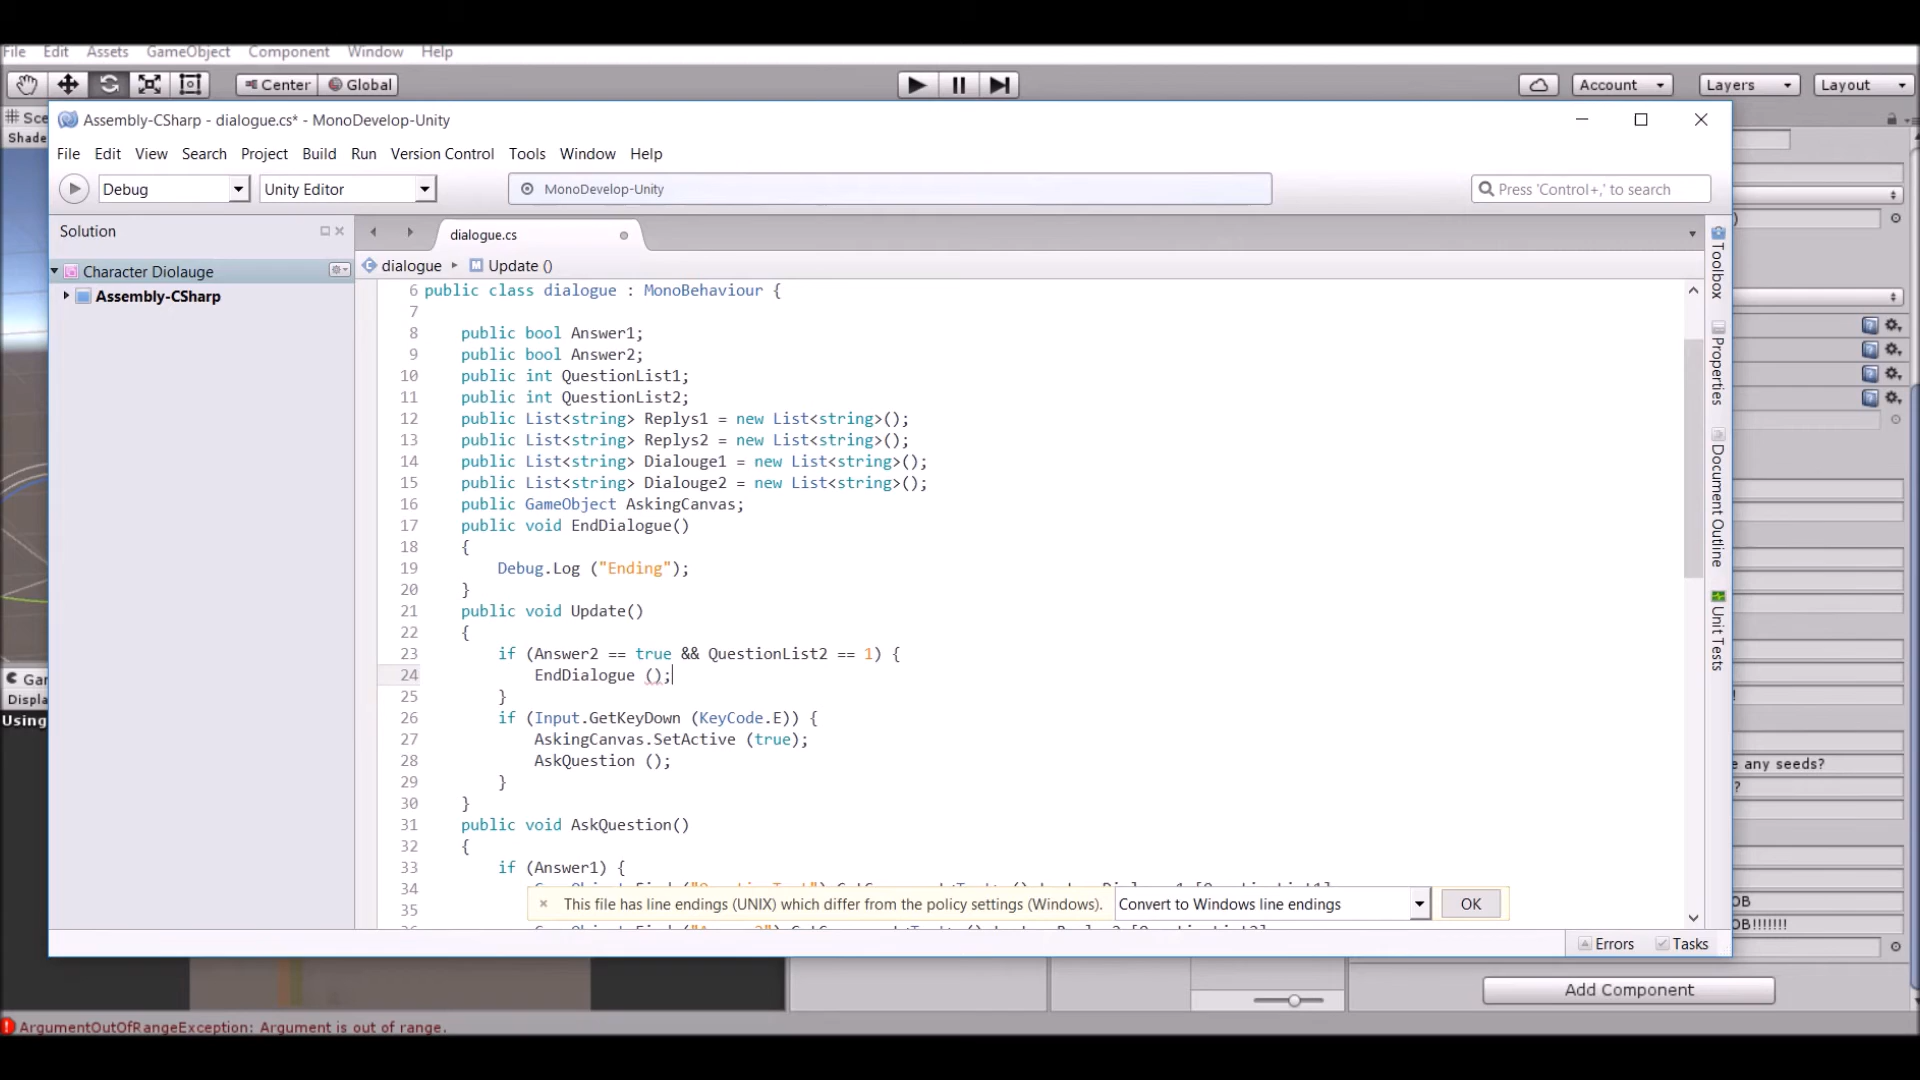 File Edit Assets GameObject Component Window Help
Center Global Account Layers Layout
Sce
Shade
Assembly-CSharp - dialogue.cs* - MonoDevelop-Unity
File Edit View Search Project Build Run Version Control Tools Window Help
Debug Unity Editor MonoDevelop-Unity Press 'Control+,' to search
Solution
dialogue.cs
Character Diolauge
Assembly-CSharp
dialogue Update ()
6 public class dialogue : MonoBehaviour {
7
8 public bool Answer1;
9 public bool Answer2;
10 public int QuestionList1;
11 public int QuestionList2;
12 public List<string> Replys1 = new List<string>();
13 public List<string> Replys2 = new List<string>();
14 public List<string> Dialouge1 = new List<string>();
15 public List<string> Dialouge2 = new List<string>();
16 public GameObject AskingCanvas;
17 public void EndDialogue()
18 {
19 Debug.Log ("Ending");
20 }
21 public void Update()
22 {
23 if (Answer2 == true && QuestionList2 == 1) {
24 EndDialogue ();
25 }
26 if (Input.GetKeyDown (KeyCode.E)) {
27 AskingCanvas.SetActive (true);
28 AskQuestion ();
29 }
30 }
31 public void AskQuestion()
32 {
33 if (Answer1) {
34
35
This file has line endings (UNIX) which differ from the policy settings (Windows). Convert to Windows line endings OK
Errors Tasks
Toolbox
Properties
Document Outline
Unit Tests
Gar
Displa
Using
e any seeds?
?
OB
OB!!!!!!!
Add Component
ArgumentOutOfRangeException: Argument is out of range.